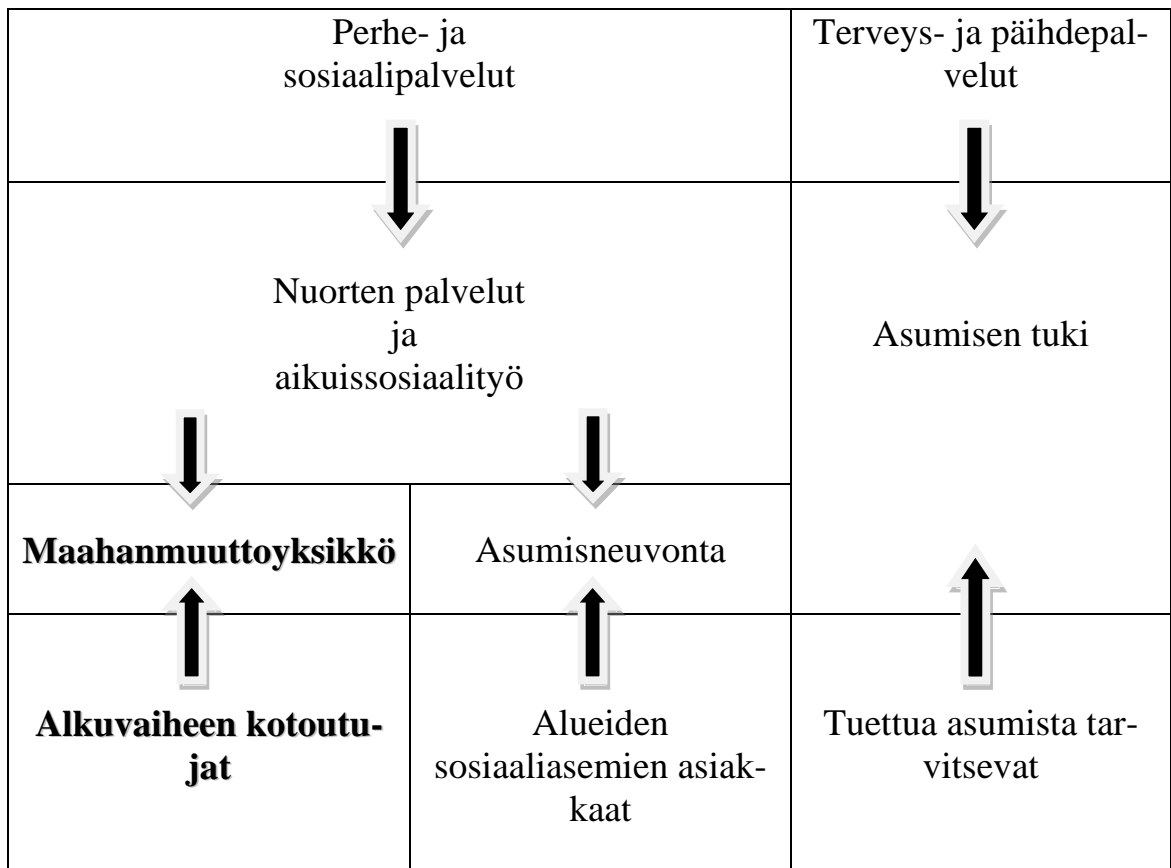 Perhe- ja
sosiaalipalvelut
Terveys- ja päihdepal-
velut
Nuorten palvelut
ja
aikuissosiaalityö
Asumisen tuki
Maahanmuuttoyksikkö
Asumisneuvonta
Alkuvaiheen kotoutu-
jat
Alueiden
sosiaaliasemien asiak-
kaat
Tuettua asumista tar-
vitsevat